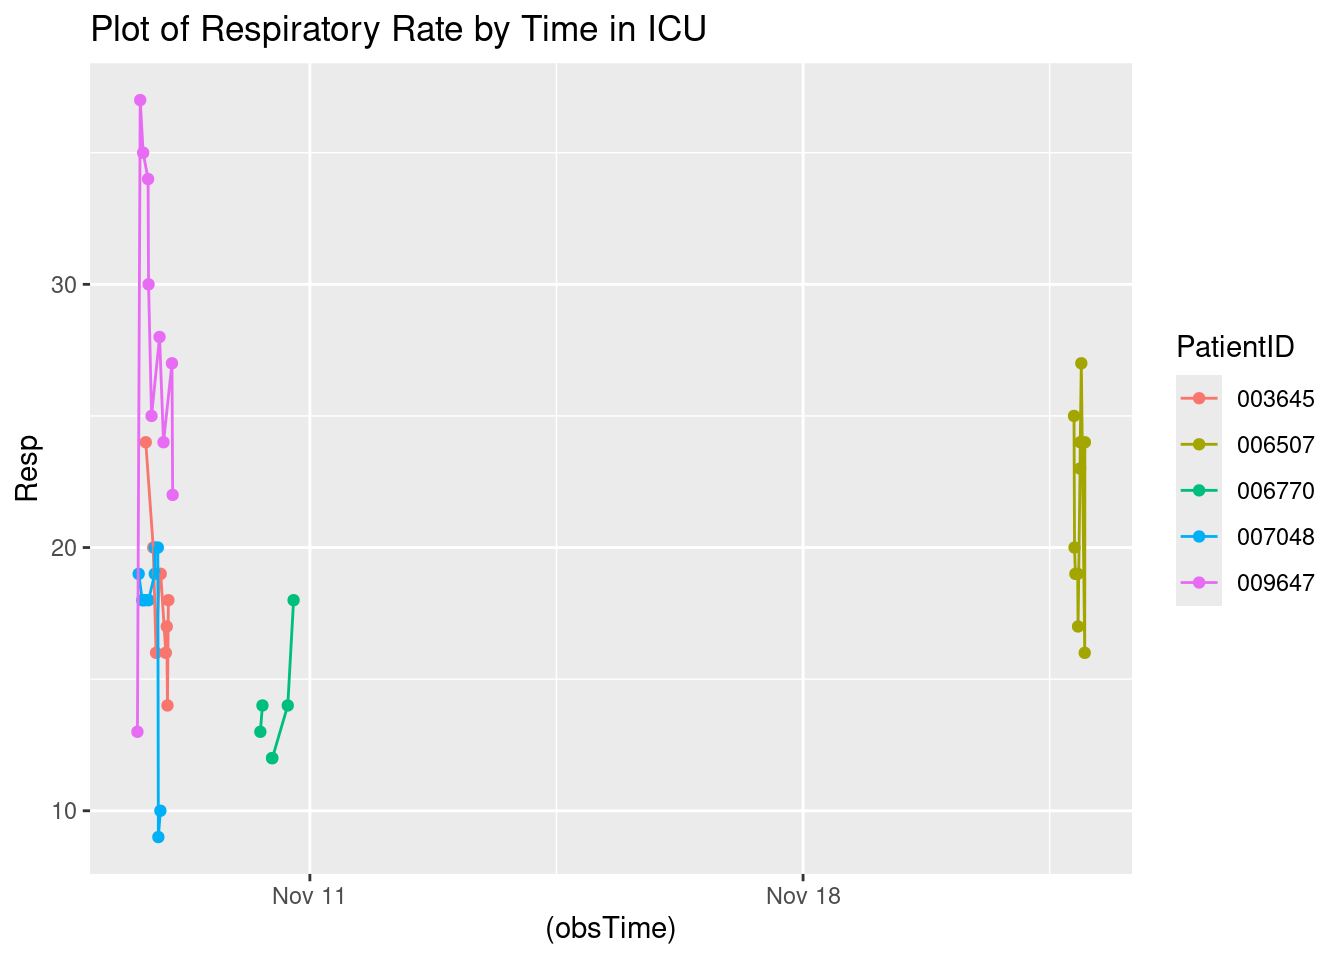 Plot of Respiratory Rate by Time in ICU
Resp
30
20
10
Nov 11
Nov 18
(obsTime)
PatientID
003645
006507
006770
007048
009647